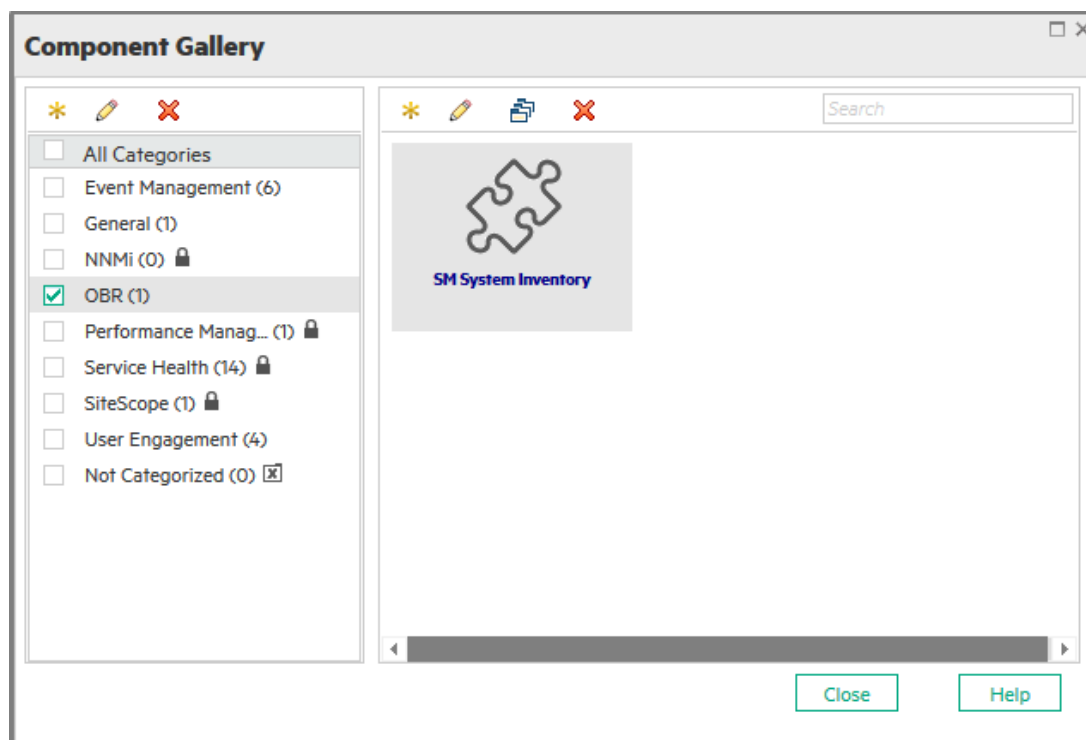 Component Gallery
Search
All Categories
Event Management (6)
General (1)
NNMi (0)
OBR (1)
Performance Manag... (1)
Service Health (14)
SiteScope (1)
User Engagement (4)
Not Categorized (0)
SM System Inventory
Close
Help